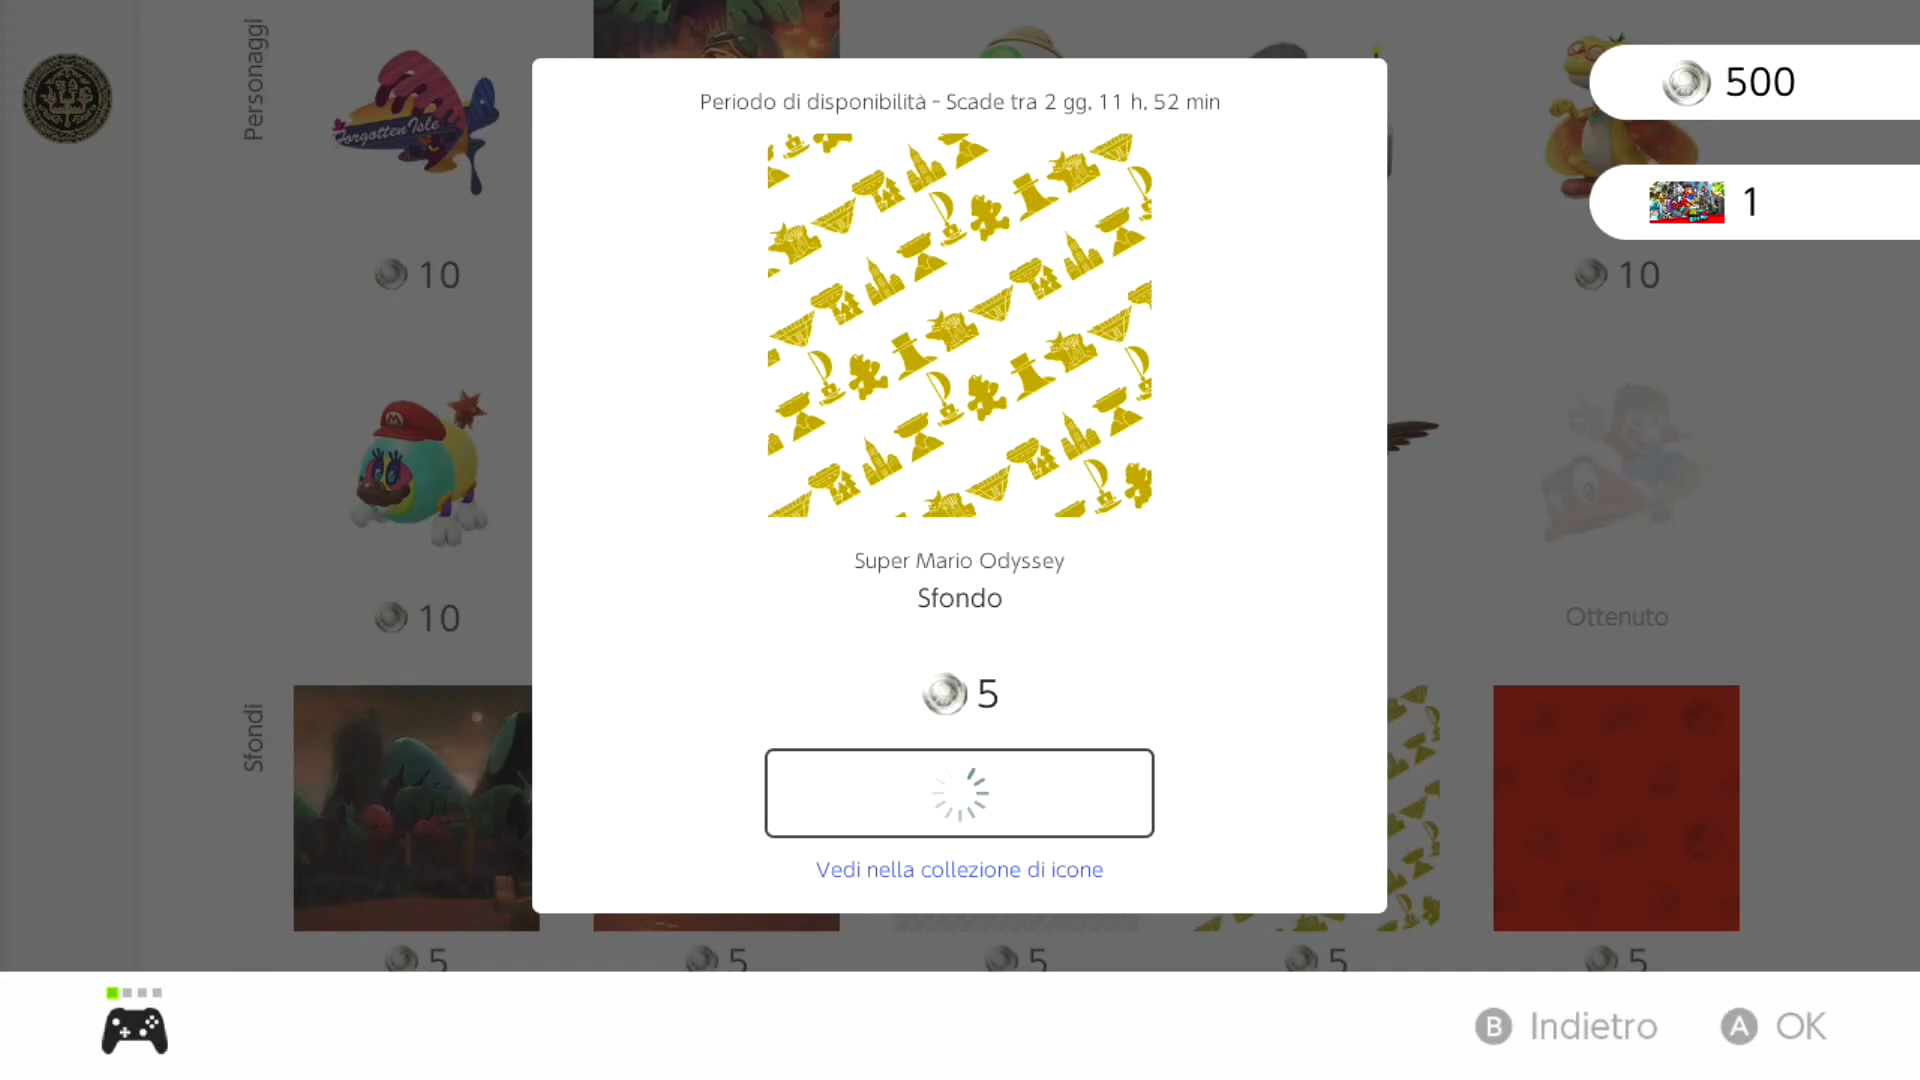 Personaggi
Forgotten Isle
10
10
10
Ottenuto
Sfondi
5
5
5
5
5
Periodo di disponibilità - Scade tra 2 gg, 11 h, 52 min
Super Mario Odyssey
Sfondo
5
Vedi nella collezione di icone
500
1
B Indietro
A OK